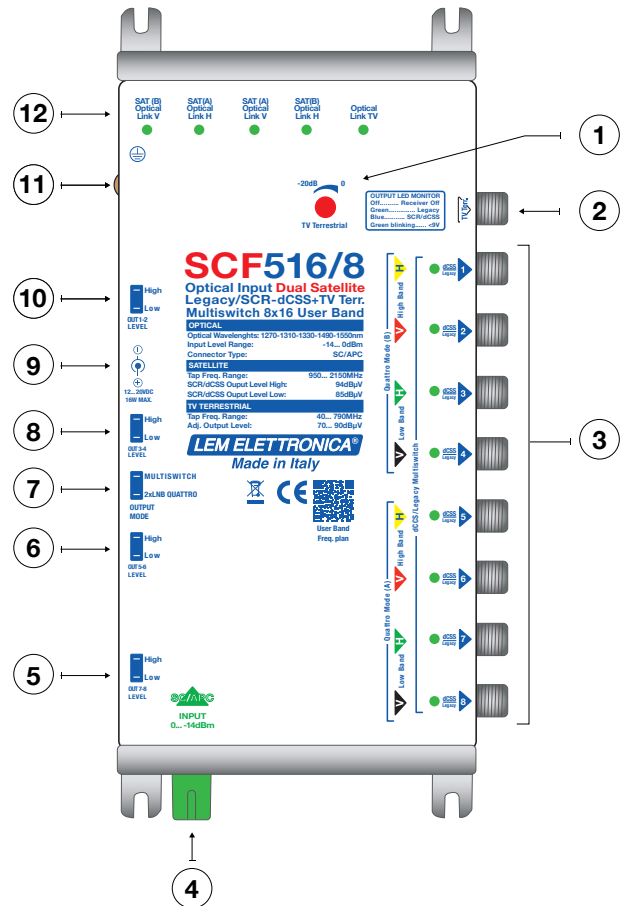 SAT (B) Optical Link V
SAT(A) Optical Link H
SAT (A) Optical Link V
SAT(B) Optical Link H
Optical Link TV
12
11
10
9
8
7
6
5
4
1
2
3
-20dB 0
TV Terrestrial
OUTPUT LED MONITOR
Off.......... Receiver Off
Green.............. Legacy
Blue.......... SCR/dCSS
Green blinking...... <9V
TV Terr.
SCF516/8
Optical Input Dual Satellite
Legacy/SCR-dCSS+TV Terr.
Multiswitch 8x16 User Band
OPTICAL
Optical Wavelenghts: 1270-1310-1330-1490-1550nm
Input Level Range: -14... 0dBm
Connector Type: SC/APC
SATELLITE
Tap Freq. Range: 950... 2150MHz
SCR/dCSS Ouput Level High: 94dBµV
SCR/dCSS Ouput Level Low: 85dBµV
TV TERRESTRIAL
Tap Freq. Range: 40... 790MHz
Adj. Output Level: 70... 90dBµV
LEM ELETTRONICA®
Made in Italy
CE
User Band
Freq. plan
High
Low
OUT1-2
LEVEL
12...20VDC
16W MAX.
High
Low
OUT3-4
LEVEL
MULTISWITCH
2xLNB QUATTRO
OUTPUT
MODE
High
Low
OUT5-6
LEVEL
High
Low
OUT7-8
LEVEL
SC/APC
INPUT
0... -14dBm
Quattro Mode (B)
High Band
Low Band
H
V
H
V
Quattro Mode (A)
High Band
Low Band
H
V
H
V
dCCS/Legacy Multiswitch
dCSS Legacy 1
dCSS Legacy 2
dCSS Legacy 3
dCSS Legacy 4
dCSS Legacy 5
dCSS Legacy 6
dCSS Legacy 7
dCSS Legacy 8